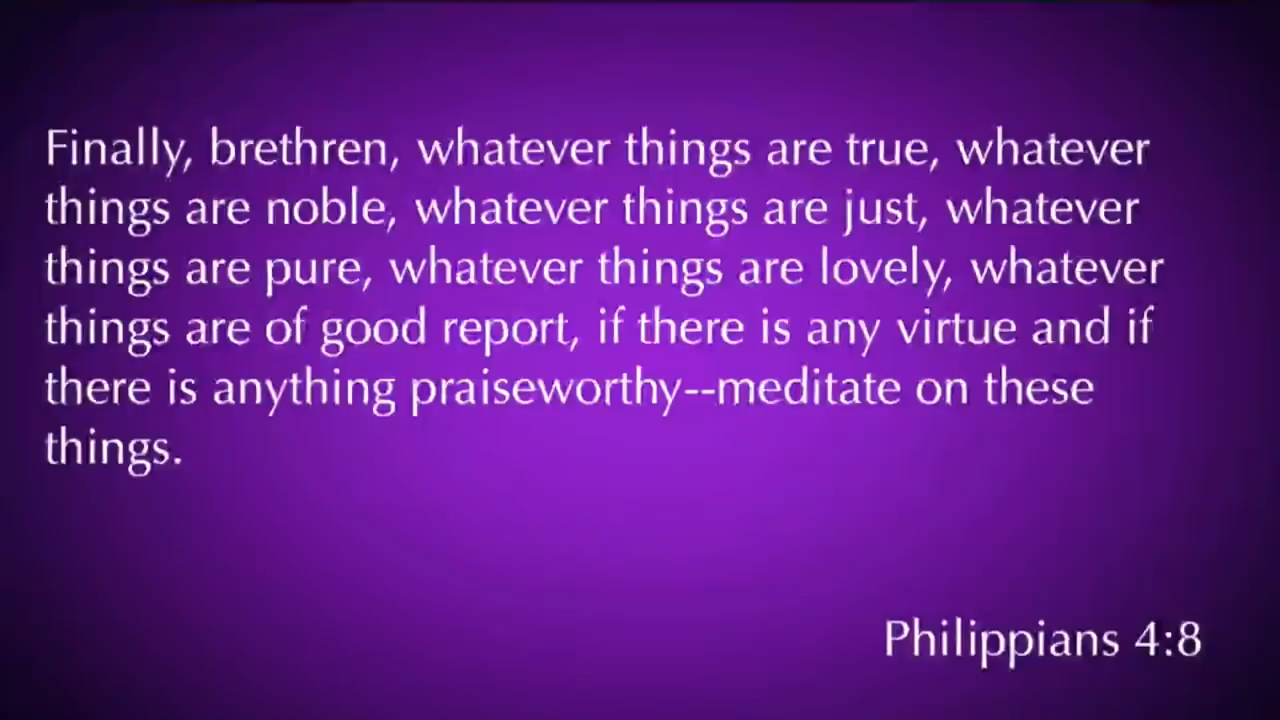 Finally, brethren, whatever things are true, whatever
things are noble, whatever things are just, whatever
things are pure, whatever things are lovely, whatever
things are of good report, if there is any virtue and if
there is anything praiseworthy--meditate on these
things.
Philippians 4:8